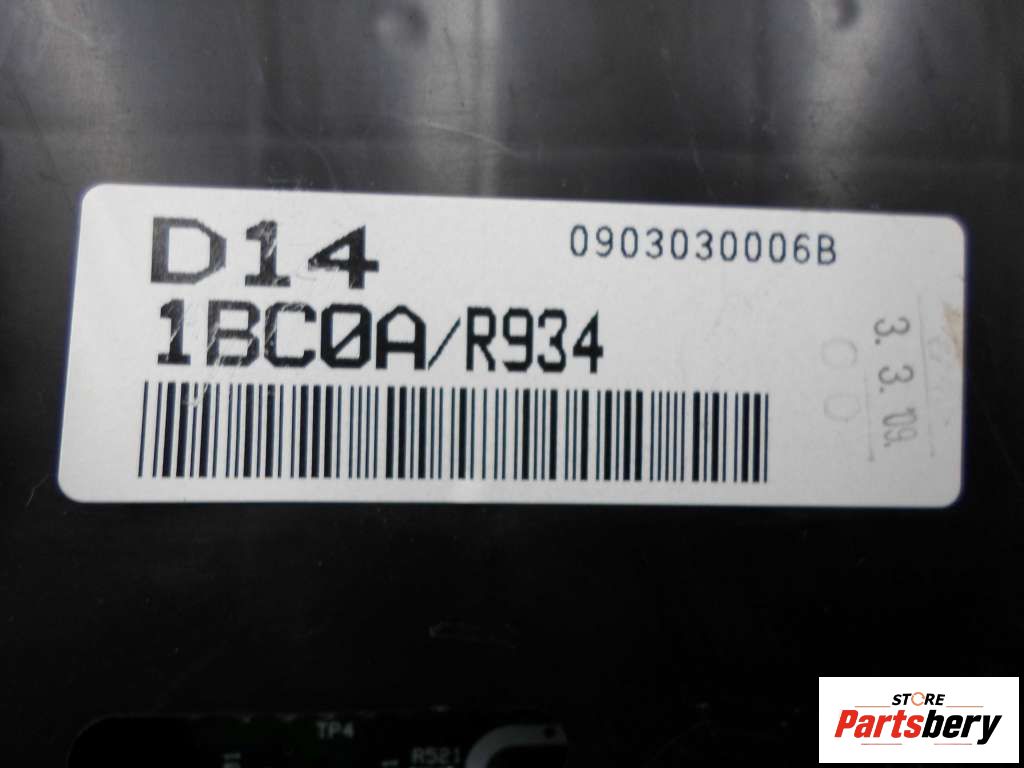 D14
0903030006B
1BC0A/R934
3. 3. '09.
TP4
R521
STORE
Partsbery